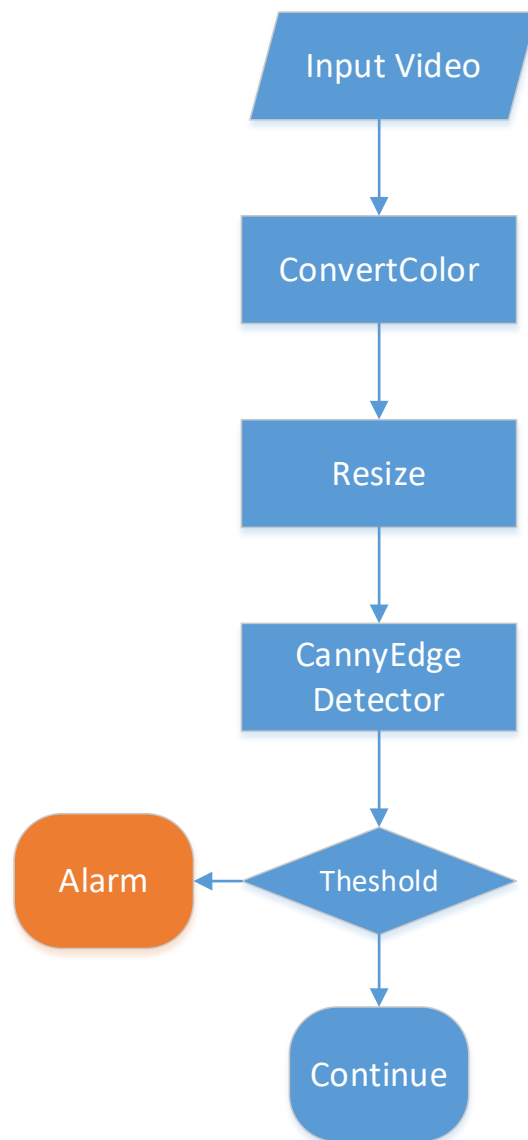 Input Video
ConvertColor
Resize
CannyEdge
Detector
Alarm
Theshold
Continue